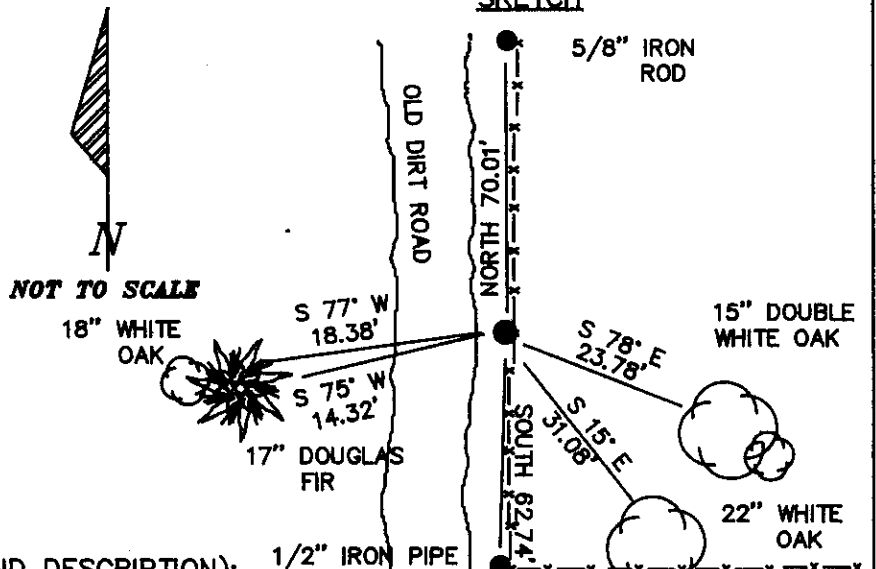 SKETCH
5/8" IRON
ROD
OLD DIRT ROAD
NORTH 70.01'
N
NOT TO SCALE
18" WHITE
OAK
S 77° W
18.38'
S 75° W
14.32'
17" DOUGLAS
FIR
15" DOUBLE
WHITE OAK
S 78° E
23.78'
S 15° E
31.08'
SOUTH 62.74'
22" WHITE
OAK
ND DESCRIPTION):
1/2" IRON PIPE